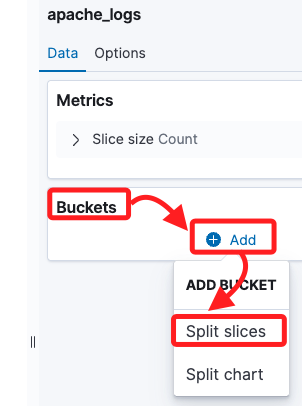 apache_logs
Data Options
Metrics
Slice size Count
Buckets
Add
ADD BUCKET
Split slices
Split chart